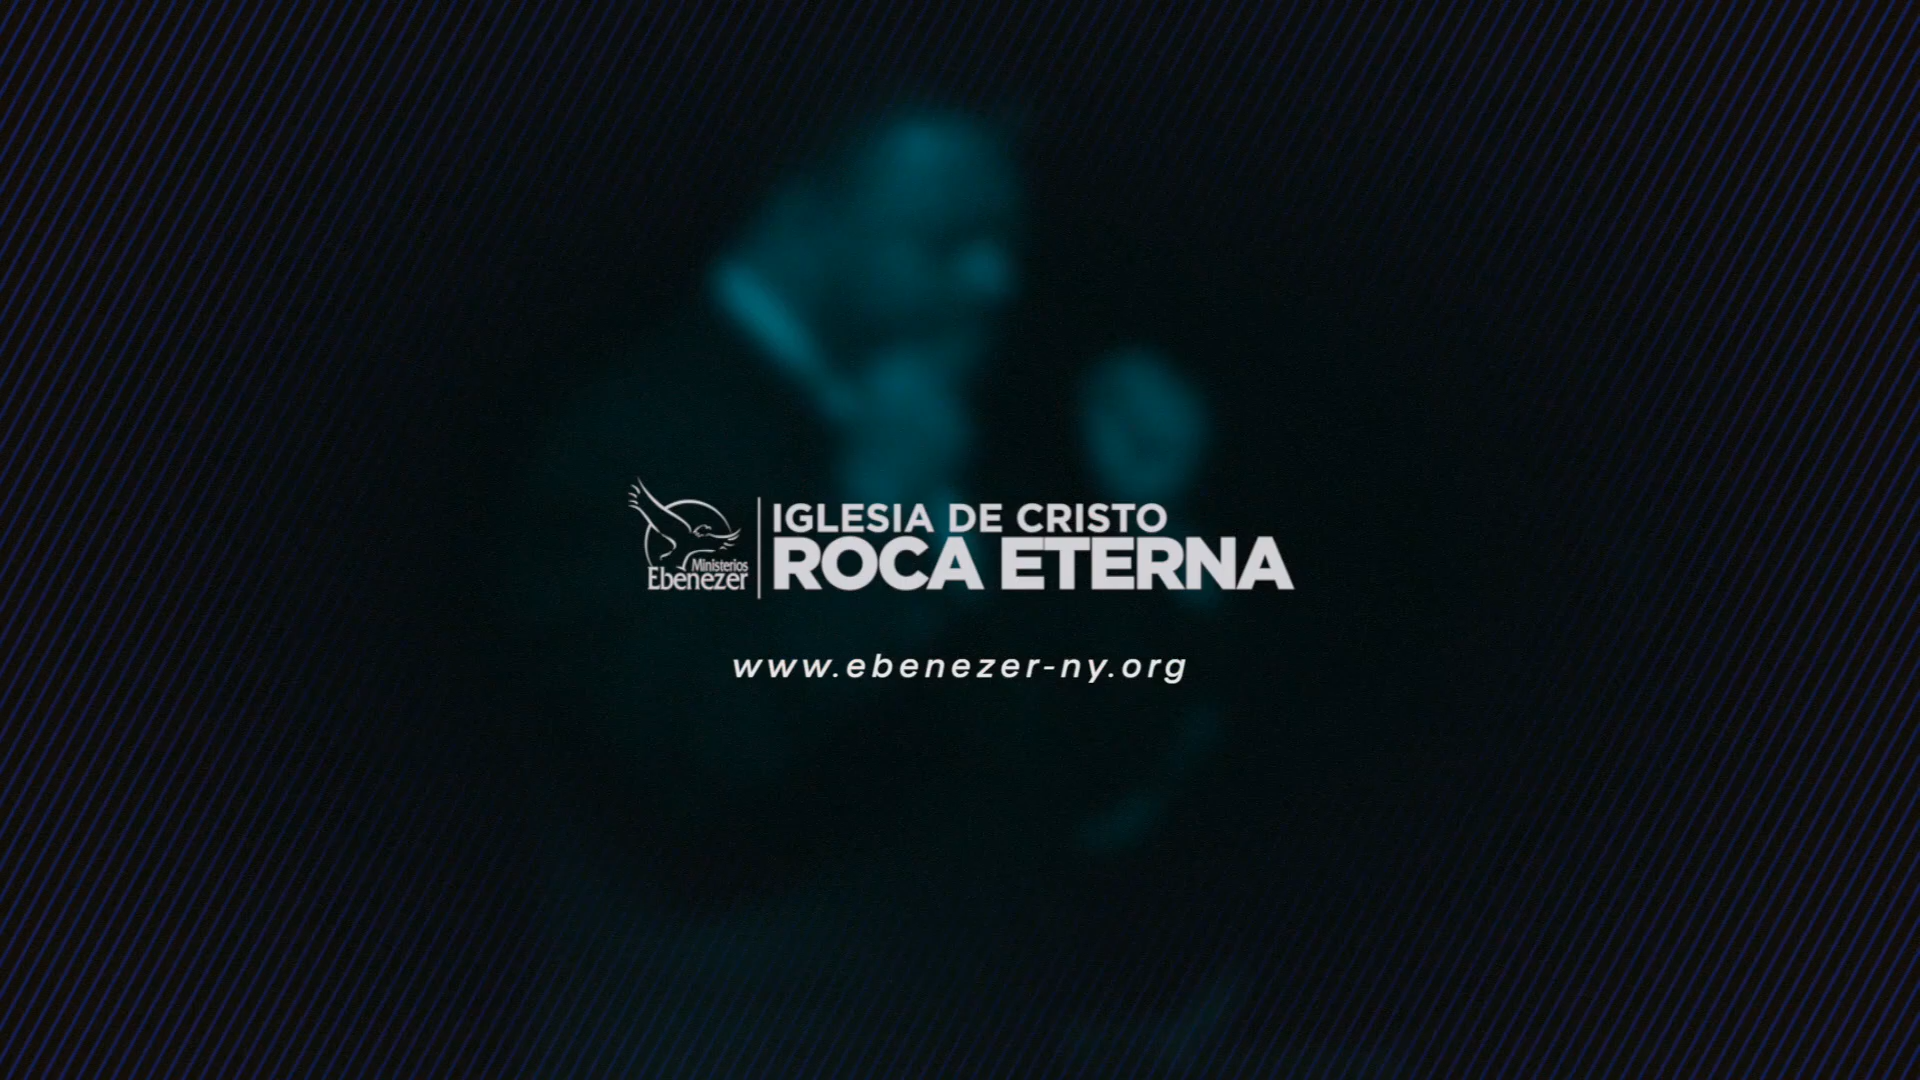 Ministerios
Ebenezer
IGLESIA DE CRISTO
ROCA ETERNA
www.ebenezer-ny.org